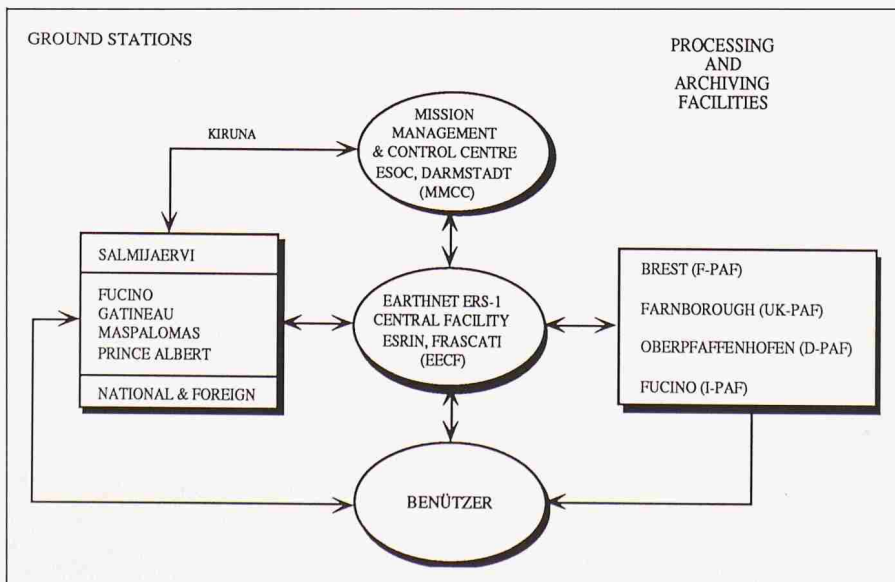 GROUND STATIONS
PROCESSING
AND
ARCHIVING
FACILITIES
KIRUNA
MISSION
MANAGEMENT
& CONTROL CENTRE
ESOC, DARMSTADT
(MMCC)
SALMIJAERVI
FUCINO
GATINEAU
MASPALOMAS
PRINCE ALBERT
NATIONAL & FOREIGN
EARTHNET ERS-1
CENTRAL FACILITY
ESRIN, FRASCATI
(EECF)
BREST (F-PAF)
FARNBOROUGH (UK-PAF)
OBERPFAFFENHOFEN (D-PAF)
FUCINO (I-PAF)
BENÜTZER